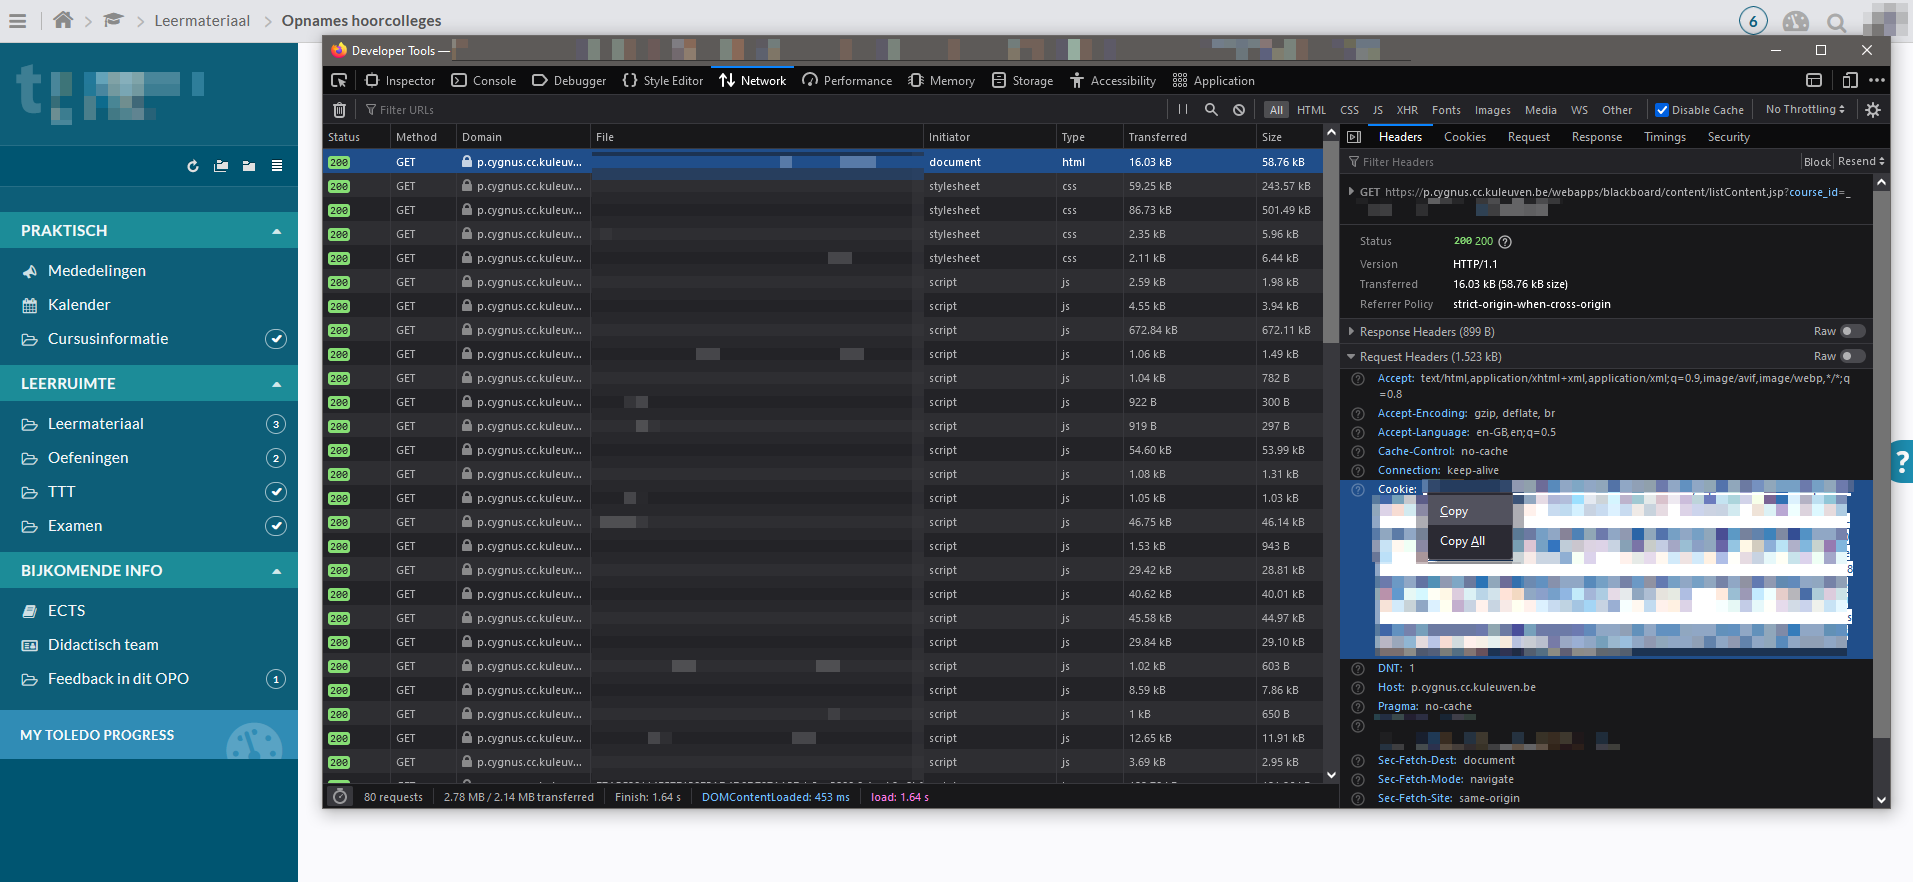 Leermateriaal Opnames hoorcolleges 6
t
PRAKTISCH
Mededelingen
Kalender
Cursusinformatie
LEERRUIMTE
Leermateriaal 3
Oefeningen 2
TTT
Examen
BIJKOMENDE INFO
ECTS
Didactisch team
Feedback in dit OPO 1
MY TOLEDO PROGRESS
?
Developer Tools —
Inspector Console Debugger Style Editor Network Performance Memory Storage Accessibility Application
Filter URLs All HTML CSS JS XHR Fonts Images Media WS Other Disable Cache No Throttling
Status Method Domain File Initiator Type Transferred Size
200 GET p.cygnus.cc.kuleuv... document html 16.03 kB 58.76 kB
200 GET p.cygnus.cc.kuleuv... stylesheet css 59.25 kB 243.57 kB
200 GET p.cygnus.cc.kuleuv... stylesheet css 86.73 kB 501.49 kB
200 GET p.cygnus.cc.kuleuv... stylesheet css 2.35 kB 5.96 kB
200 GET p.cygnus.cc.kuleuv... stylesheet css 2.11 kB 6.44 kB
200 GET p.cygnus.cc.kuleuv... script js 2.59 kB 1.98 kB
200 GET p.cygnus.cc.kuleuv... script js 4.55 kB 3.94 kB
200 GET p.cygnus.cc.kuleuv... script js 672.84 kB 672.11 kB
200 GET p.cygnus.cc.kuleuv... script js 1.06 kB 1.49 kB
200 GET p.cygnus.cc.kuleuv... script js 1.04 kB 782 B
200 GET p.cygnus.cc.kuleuv... script js 922 B 300 B
200 GET p.cygnus.cc.kuleuv... script js 919 B 297 B
200 GET p.cygnus.cc.kuleuv... script js 54.60 kB 53.99 kB
200 GET p.cygnus.cc.kuleuv... script js 1.08 kB 1.31 kB
200 GET p.cygnus.cc.kuleuv... script js 1.05 kB 1.03 kB
200 GET p.cygnus.cc.kuleuv... script js 46.75 kB 46.14 kB
200 GET p.cygnus.cc.kuleuv... script js 1.53 kB 943 B
200 GET p.cygnus.cc.kuleuv... script js 29.42 kB 28.81 kB
200 GET p.cygnus.cc.kuleuv... script js 40.62 kB 40.01 kB
200 GET p.cygnus.cc.kuleuv... script js 45.58 kB 44.97 kB
200 GET p.cygnus.cc.kuleuv... script js 29.84 kB 29.10 kB
200 GET p.cygnus.cc.kuleuv... script js 1.02 kB 603 B
200 GET p.cygnus.cc.kuleuv... script js 8.59 kB 7.86 kB
200 GET p.cygnus.cc.kuleuv... script js 1 kB 650 B
200 GET p.cygnus.cc.kuleuv... script js 12.65 kB 11.91 kB
200 GET p.cygnus.cc.kuleuv... script js 3.69 kB 2.95 kB
80 requests 2.78 MB / 2.14 MB transferred Finish: 1.64 s DOMContentLoaded: 453 ms load: 1.64 s
Headers Cookies Request Response Timings Security
Filter Headers Block Resend
GET https://p.cygnus.cc.kuleuven.be/webapps/blackboard/content/listContent.jsp?course_id=_
Status 200 200
Version HTTP/1.1
Transferred 16.03 kB (58.76 kB size)
Referrer Policy strict-origin-when-cross-origin
Response Headers (899 B) Raw
Request Headers (1.523 kB) Raw
Accept: text/html,application/xhtml+xml,application/xml;q=0.9,image/avif,image/webp,*/*;q
=0.8
Accept-Encoding: gzip, deflate, br
Accept-Language: en-GB,en;q=0.5
Cache-Control: no-cache
Connection: keep-alive
Cookie:
Copy
Copy All
8
s
DNT: 1
Host: p.cygnus.cc.kuleuven.be
Pragma: no-cache
Sec-Fetch-Dest: document
Sec-Fetch-Mode: navigate
Sec-Fetch-Site: same-origin